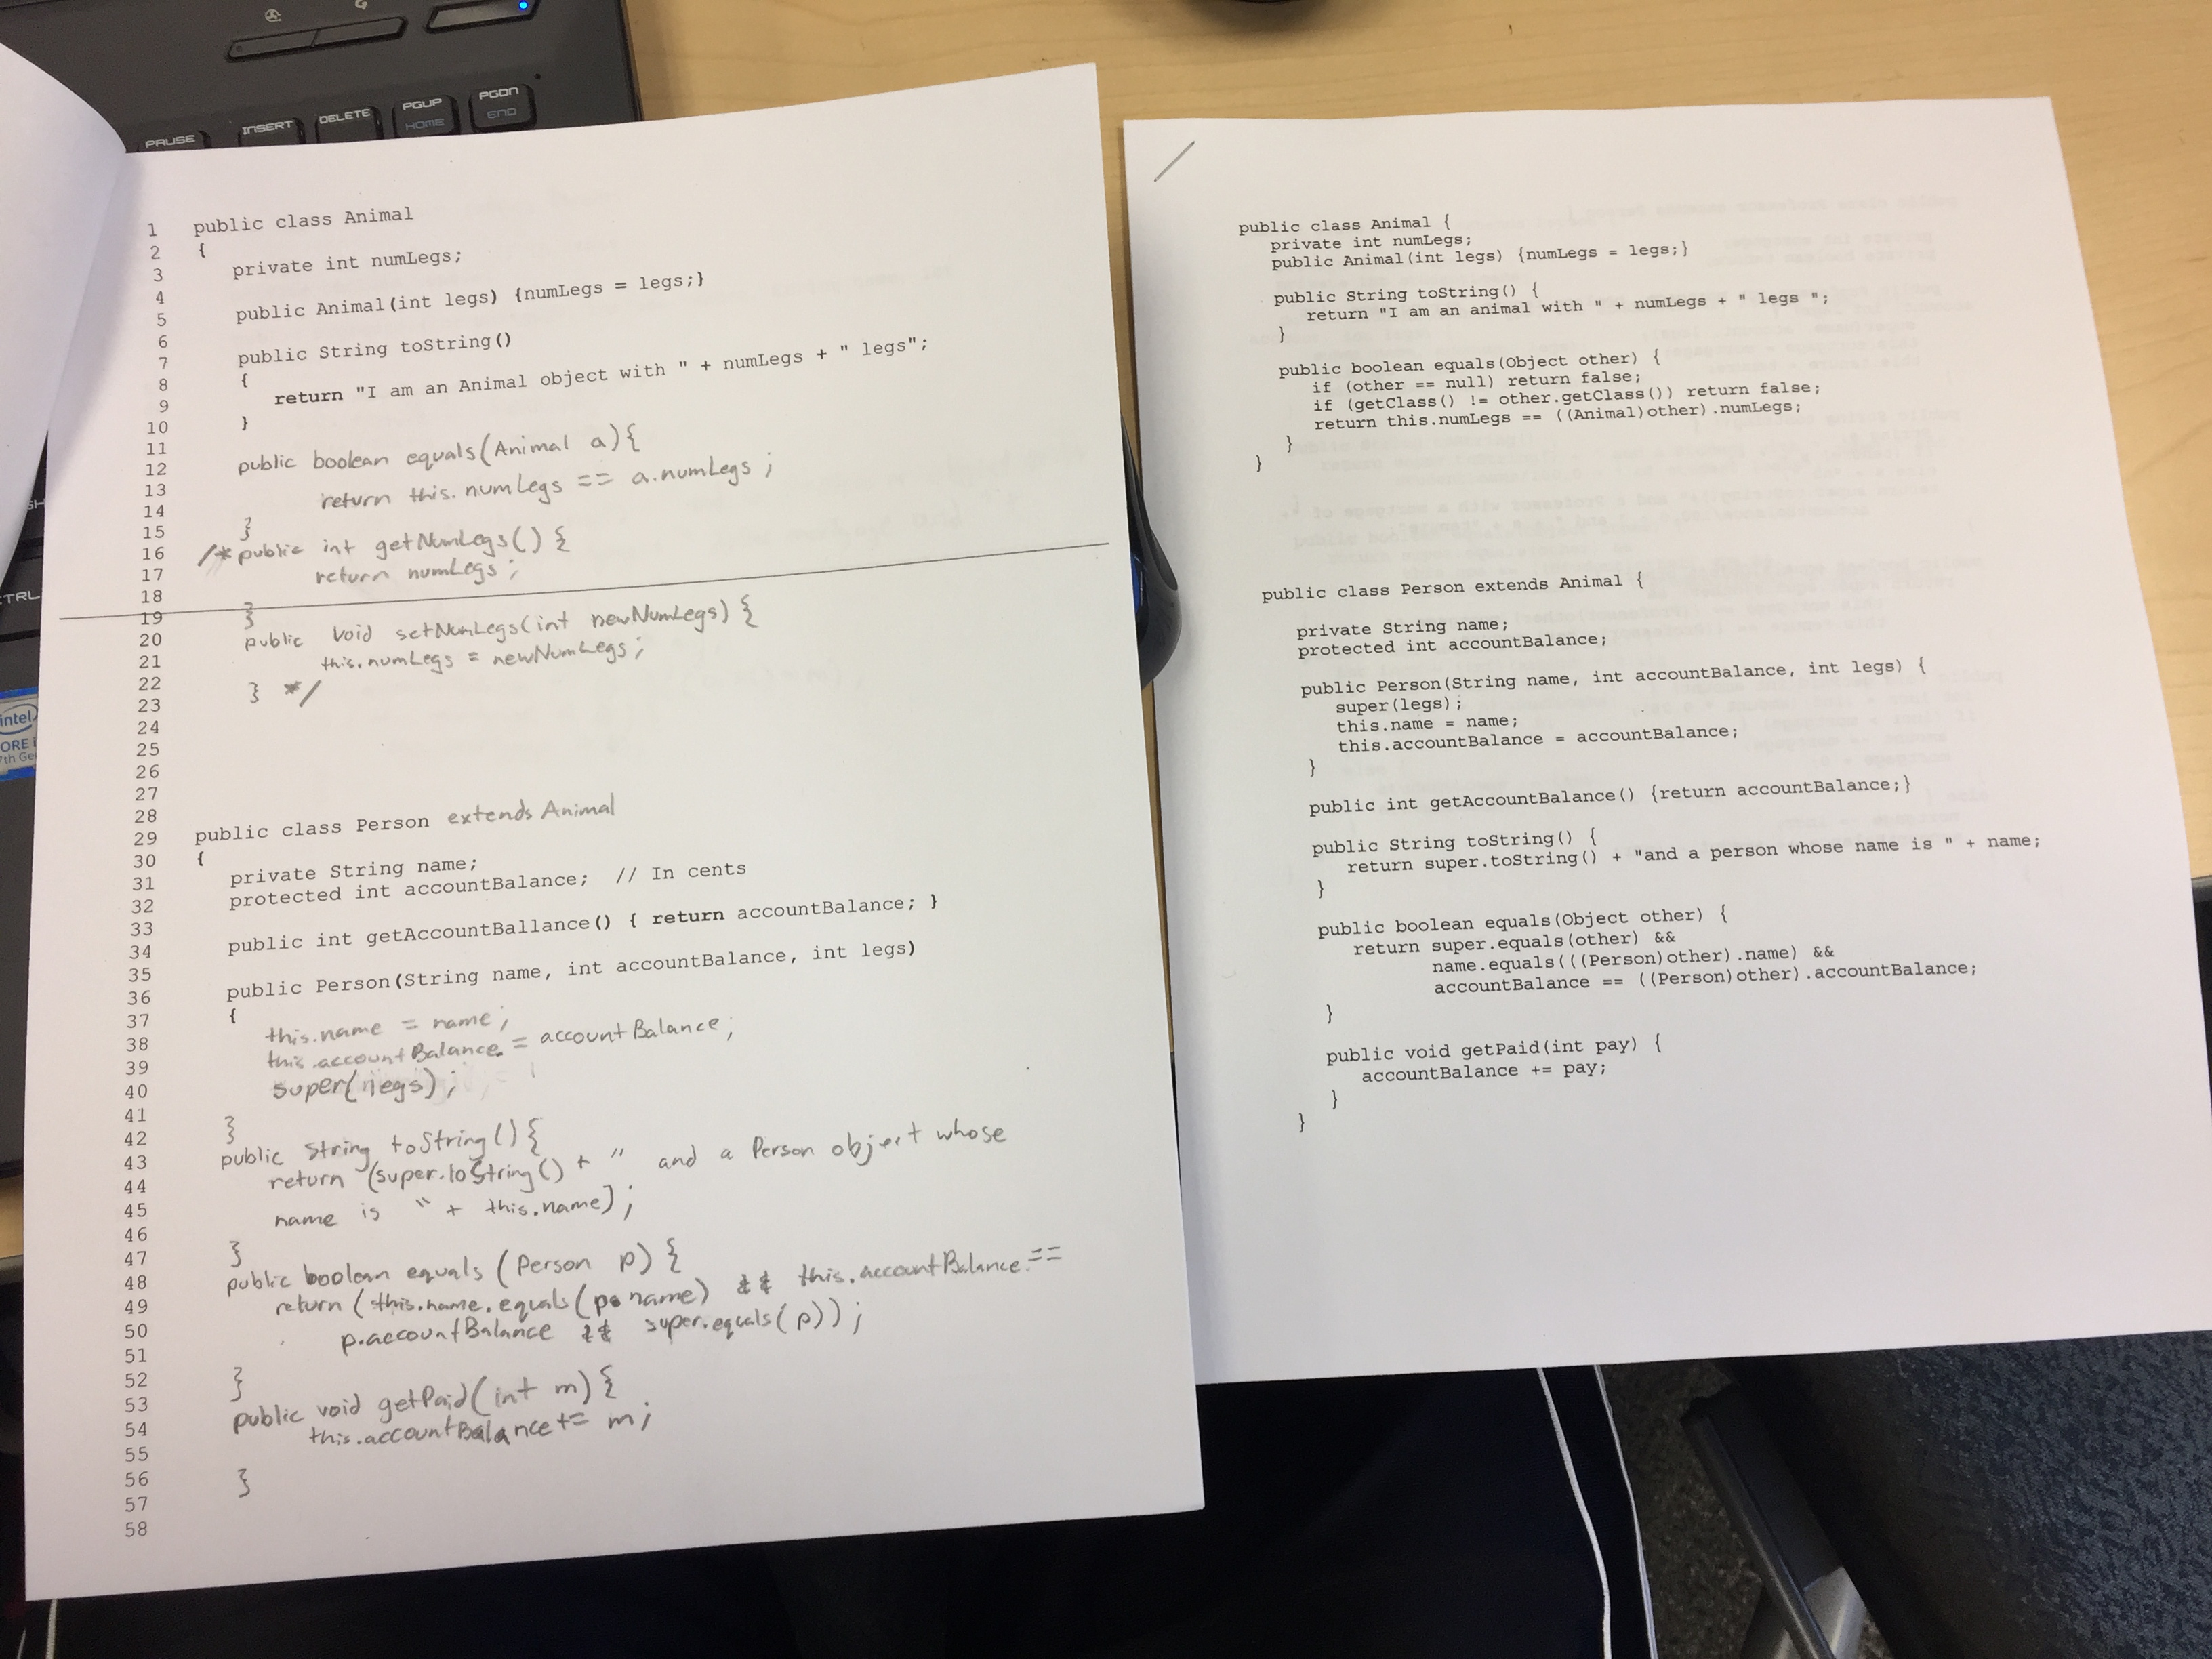 1
2 public class Animal
3 {
4 private int numLegs;
5
6 public Animal(int legs) {numLegs = legs;}
7
8 public String toString()
9 {
10 return "I am an Animal object with " + numLegs + " legs";
11 }
12 public boolean equals(Animal a){
13
14 return this.numLegs == a.numLegs;
15
16 }
17 /* public int getNumLegs() {
18 return numLegs;
19
20 }
21 public void setNumLegs(int newNumLegs) {
22 this.numLegs = newNumLegs;
23 } */
24
25
26
27
28
29 public class Person extends Animal
30 {
31 private String name;
32 protected int accountBalance; // In cents
33
34 public int getAccountBallance() { return accountBalance; }
35
36 public Person(String name, int accountBalance, int legs)
37 {
38 this.name = name;
39 this.accountBalance = accountBalance;
40 super(legs);
41
42 }
43 public String toString(){
44 return (super.toString() + " and a Person object whose
45 name is " + this.name);
46
47 }
48 public boolean equals (Person p) {
49 return (this.name.equals(p.name) && this.accountBalance ==
50 p.accountBalance && super.equals(p));
51
52 }
53 public void getPaid(int m){
54 this.accountBalance += m;
55
56 }
57
58
public class Animal {
private int numLegs;
public Animal(int legs) {numLegs = legs;}
public String toString() {
return "I am an animal with " + numLegs + " legs ";
}
public boolean equals(Object other) {
if (other == null) return false;
if (getClass() != other.getClass()) return false;
return this.numLegs == ((Animal)other).numLegs;
}
}
public class Person extends Animal {
private String name;
protected int accountBalance;
public Person(String name, int accountBalance, int legs) {
super(legs);
this.name = name;
this.accountBalance = accountBalance;
}
public int getAccountBalance() {return accountBalance;}
public String toString() {
return super.toString() + "and a person whose name is " + name;
}
public boolean equals(Object other) {
return super.equals(other) &&
name.equals(((Person)other).name) &&
accountBalance == ((Person)other).accountBalance;
}
public void getPaid(int pay) {
accountBalance += pay;
}
}
PAUSE
INSERT
DELETE
PGUP
HOME
PGDN
END
intel
CTRL